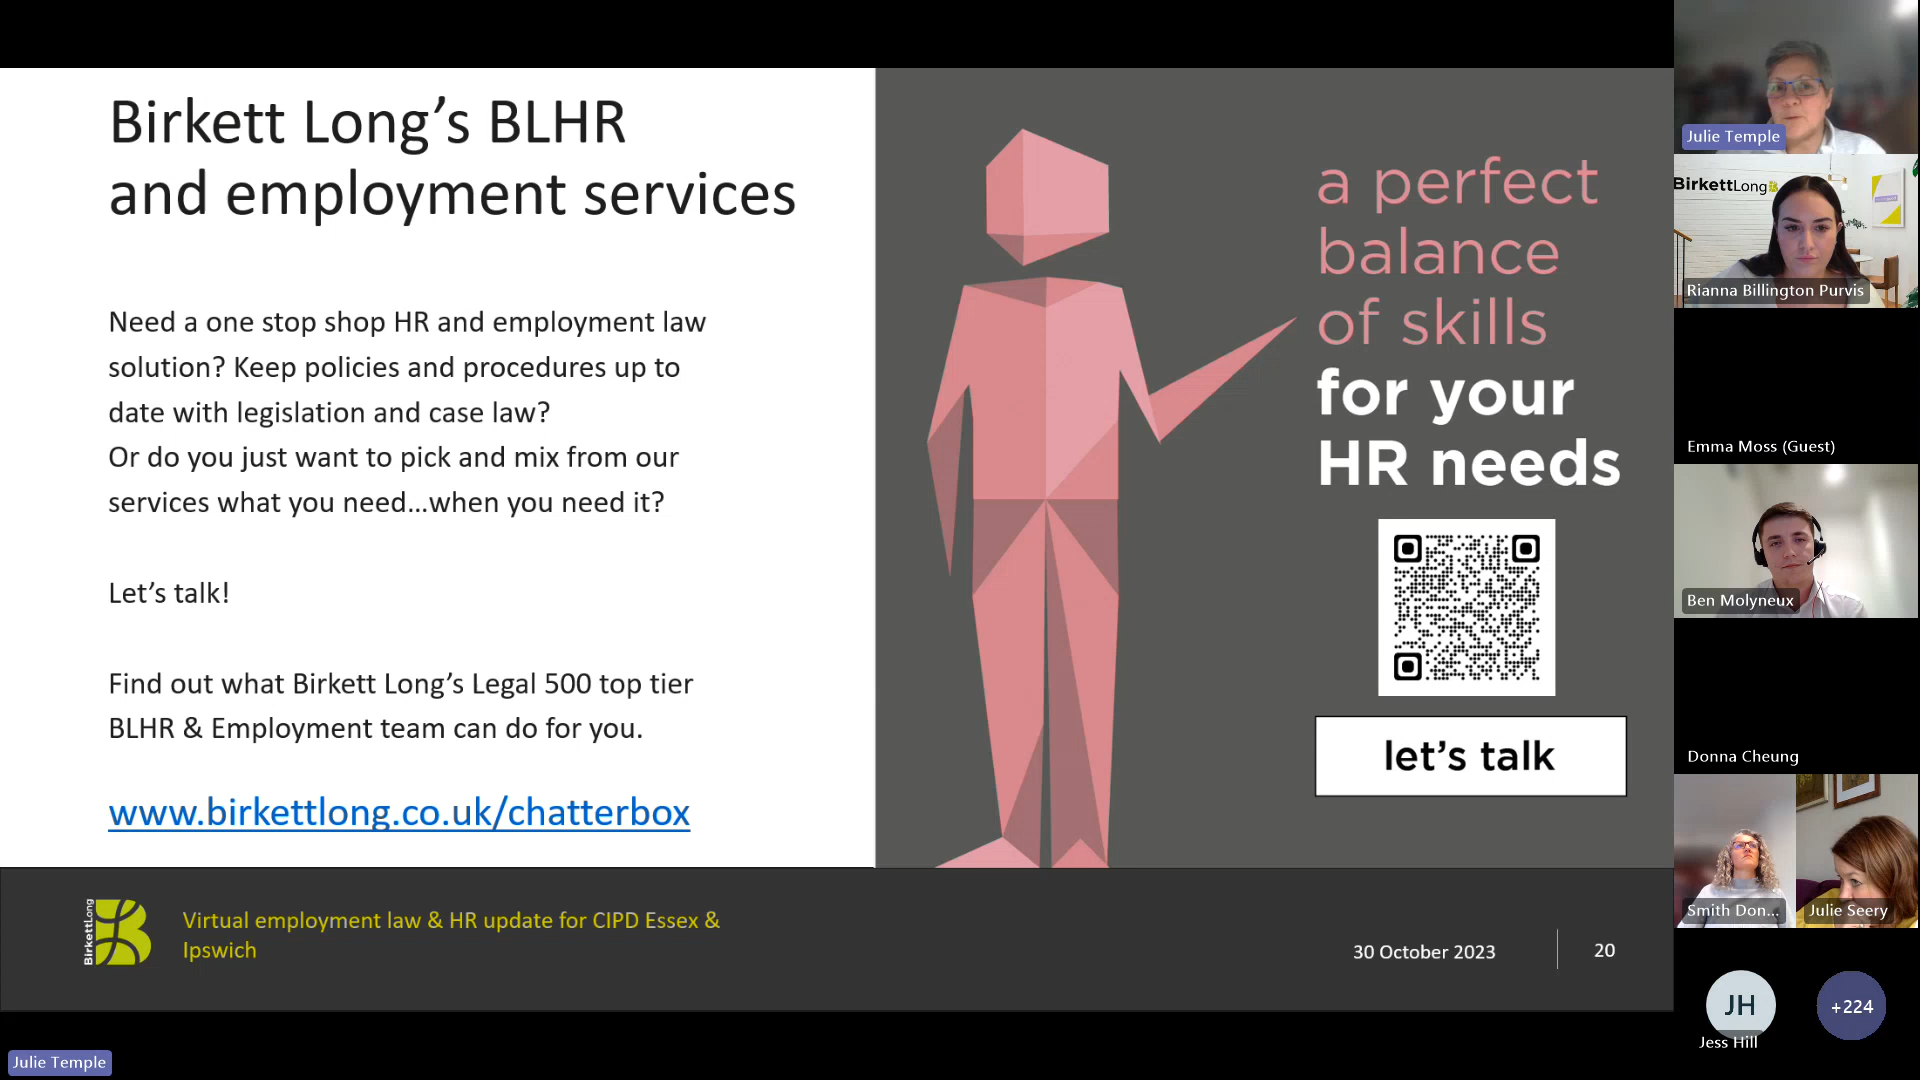 Birkett Long’s BLHR
and employment services
Need a one stop shop HR and employment law
solution? Keep policies and procedures up to
date with legislation and case law?
Or do you just want to pick and mix from our
services what you need...when you need it?
Let’s talk!
Find out what Birkett Long’s Legal 500 top tier
BLHR & Employment team can do for you.
www.birkettlong.co.uk/chatterbox
a perfect
balance
of skills
for your
HR needs
let’s talk
BirkettLong
Virtual employment law & HR update for CIPD Essex &
Ipswich
30 October 2023
20
Julie Temple
Julie Temple
BirkettLong
Rianna Billington Purvis
Emma Moss (Guest)
Ben Molyneux
Donna Cheung
Smith Don...
Julie Seery
JH
Jess Hill
+224